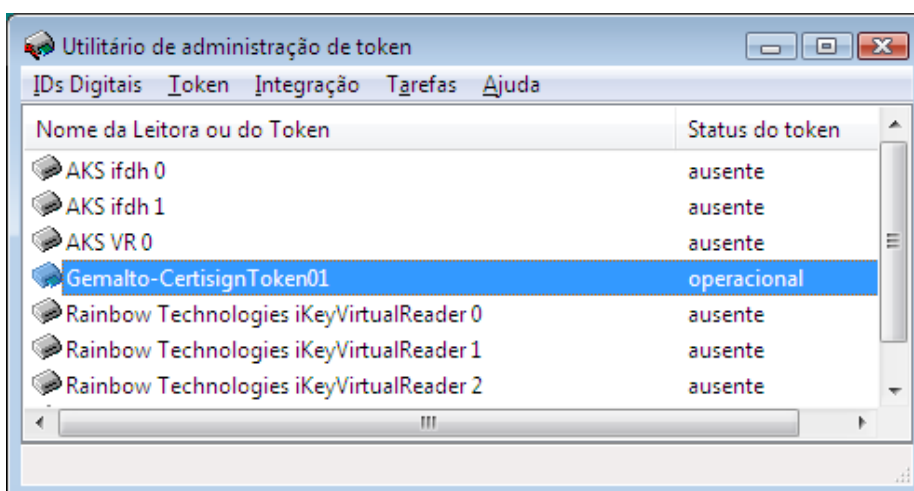 Utilitário de administração de token
IDs Digitais Token Integração Tarefas Ajuda
Nome da Leitora ou do Token Status do token
AKS ifdh 0 ausente
AKS ifdh 1 ausente
AKS VR 0 ausente
Gemalto-CertisignToken01 operacional
Rainbow Technologies iKeyVirtualReader 0 ausente
Rainbow Technologies iKeyVirtualReader 1 ausente
Rainbow Technologies iKeyVirtualReader 2 ausente